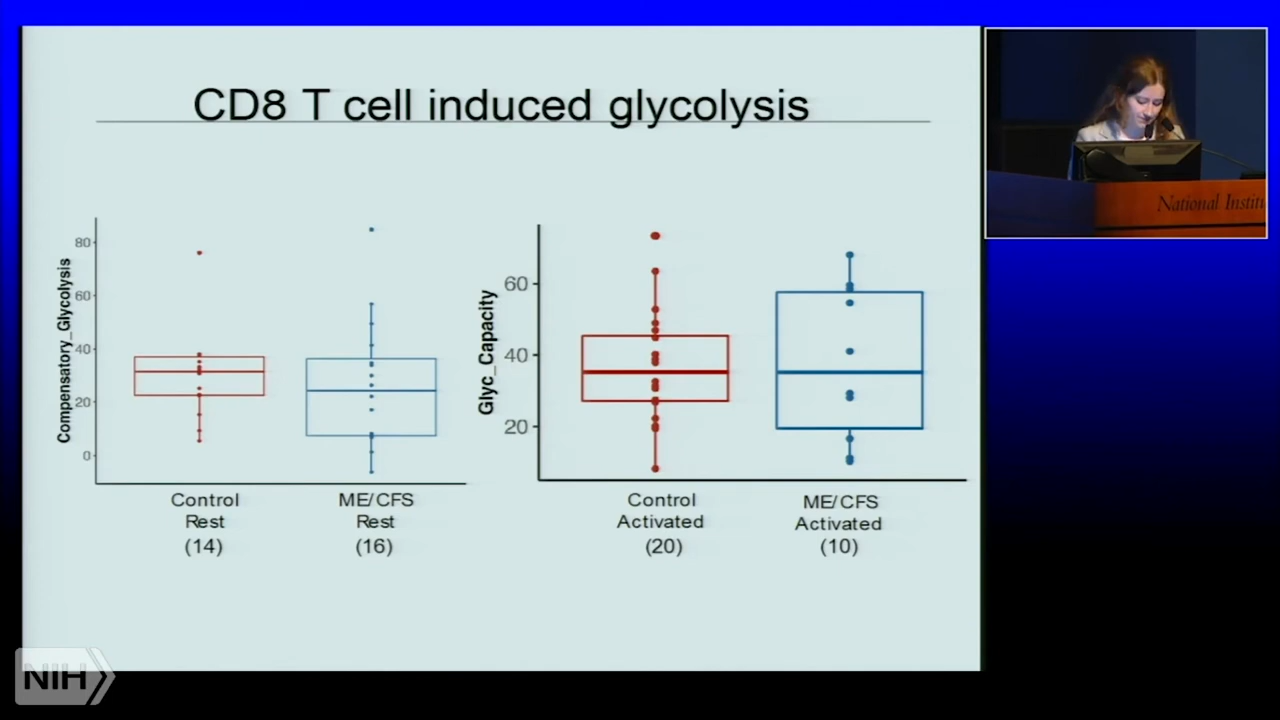 CD8 T cell induced glycolysis
Compensatory_Glycolysis
80
60
40
20
0
Control
Rest
(14)
ME/CFS
Rest
(16)
Glyc_Capacity
60
40
20
Control
Activated
(20)
ME/CFS
Activated
(10)
National Institu
NIH